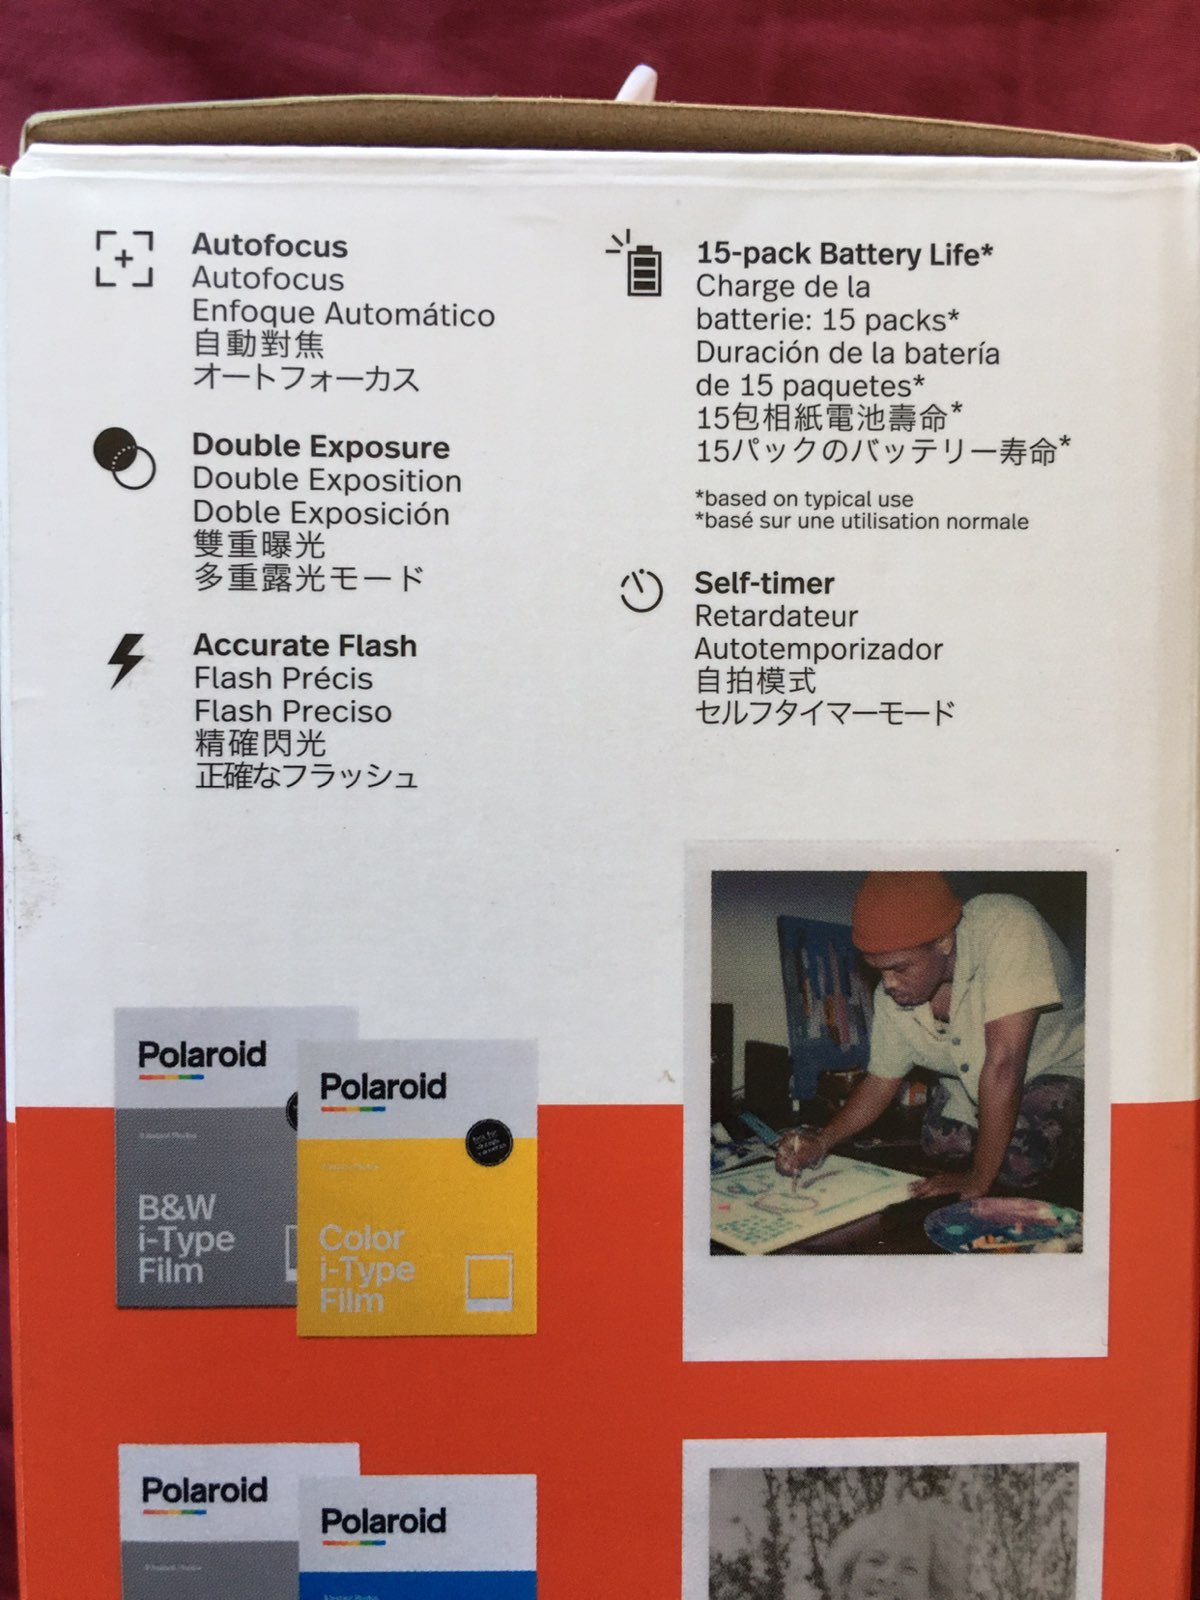 Autofocus
Autofocus
Enfoque Automático
自動對焦
オートフォーカス
Double Exposure
Double Exposition
Doble Exposición
雙重曝光
多重露光モード
Accurate Flash
Flash Précis
Flash Preciso
精確閃光
正確なフラッシュ
15-pack Battery Life*
Charge de la
batterie: 15 packs*
Duración de la batería
de 15 paquetes*
15包相紙電池壽命*
15パックのバッテリー寿命*
*based on typical use
*basé sur une utilisation normale
Self-timer
Retardateur
Autotemporizador
自拍模式
セルフタイマーモード
Polaroid
B&W
i-Type
Film
Polaroid
Color
i-Type
Film
Polaroid
Polaroid